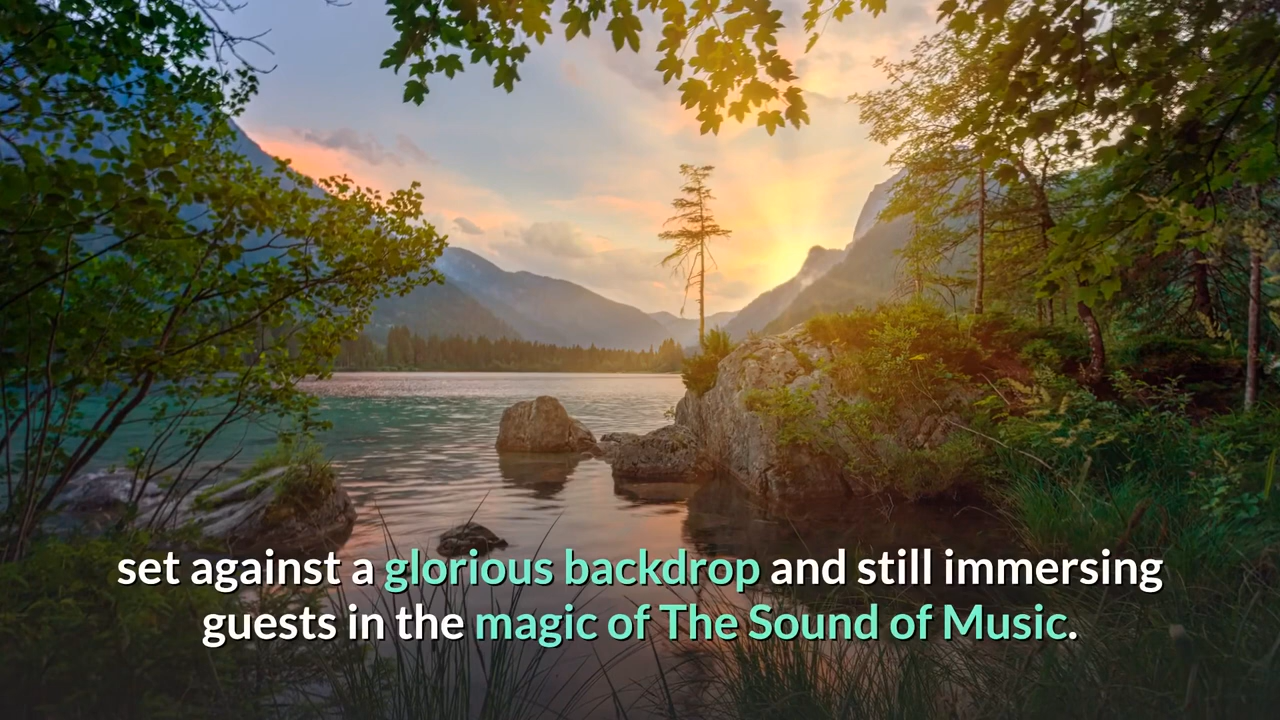 set against a glorious backdrop and still immersing
guests in the magic of The Sound of Music.